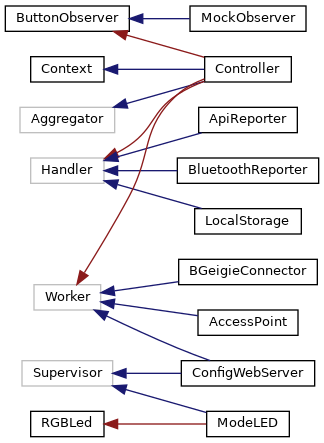 ButtonObserver
MockObserver
Context
Controller
Aggregator
ApiReporter
Handler
BluetoothReporter
LocalStorage
BGeigieConnector
Worker
AccessPoint
Supervisor
ConfigWebServer
RGBLed
ModeLED